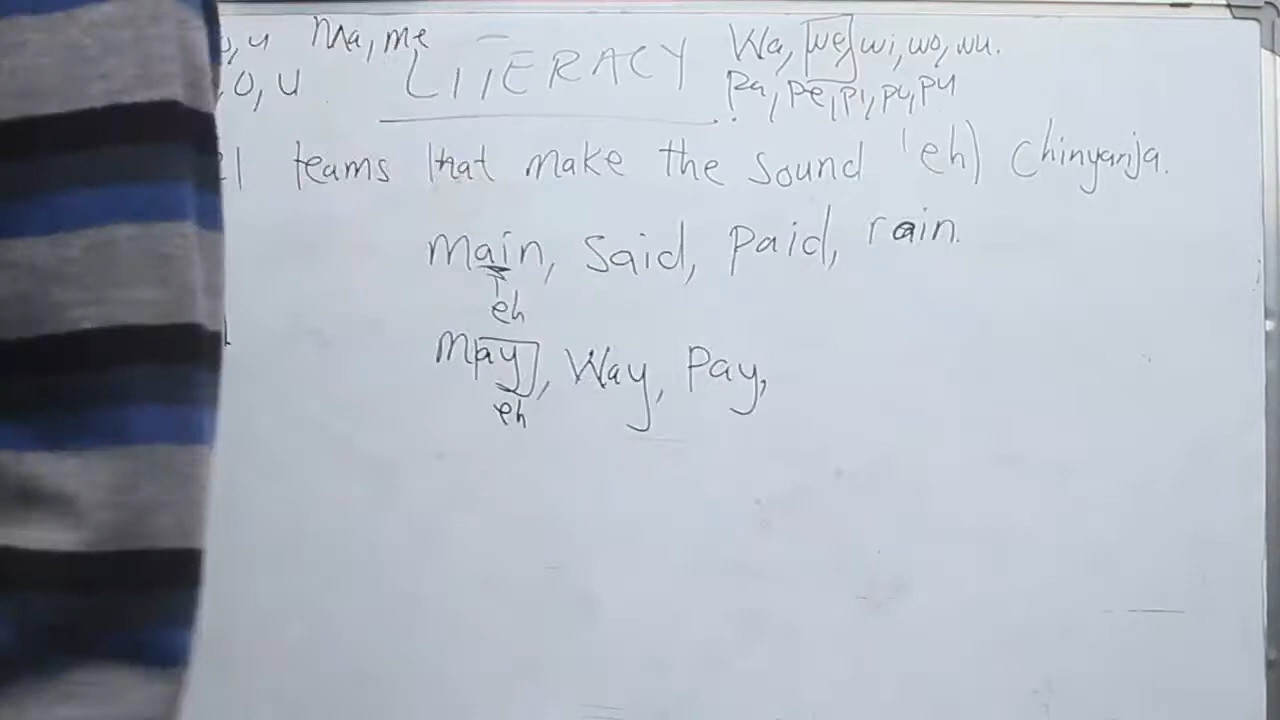 ,u Ma, me
O, U
LITERACY
Wa, we, wi, wo, wu.
Pa, pe, pi, pu, pu
teams that make the sound 'eh) Chinyanja.
main, said, paid, rain.
eh
may, Way, Pay,
eh